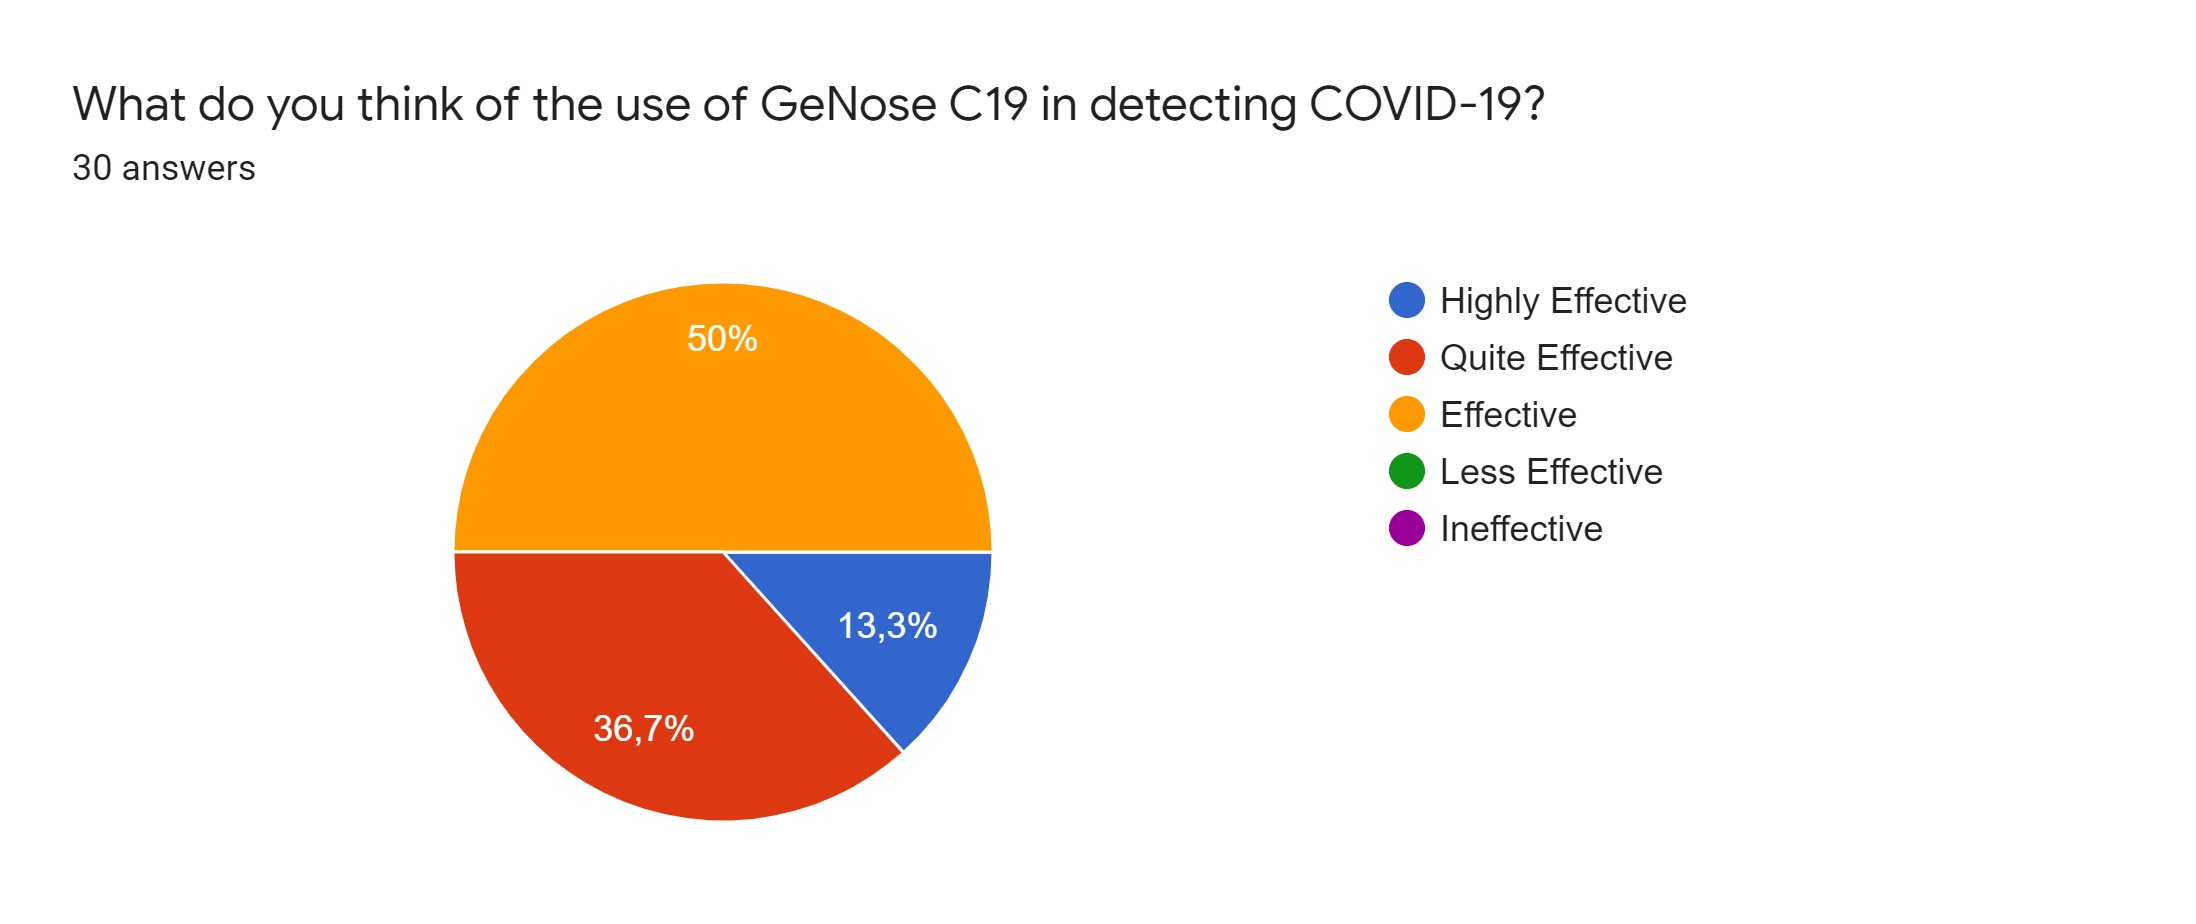 What do you think of the use of GeNose C19 in detecting COVID-19?
30 answers
50%
13,3%
36,7%
Highly Effective
Quite Effective
Effective
Less Effective
Ineffective